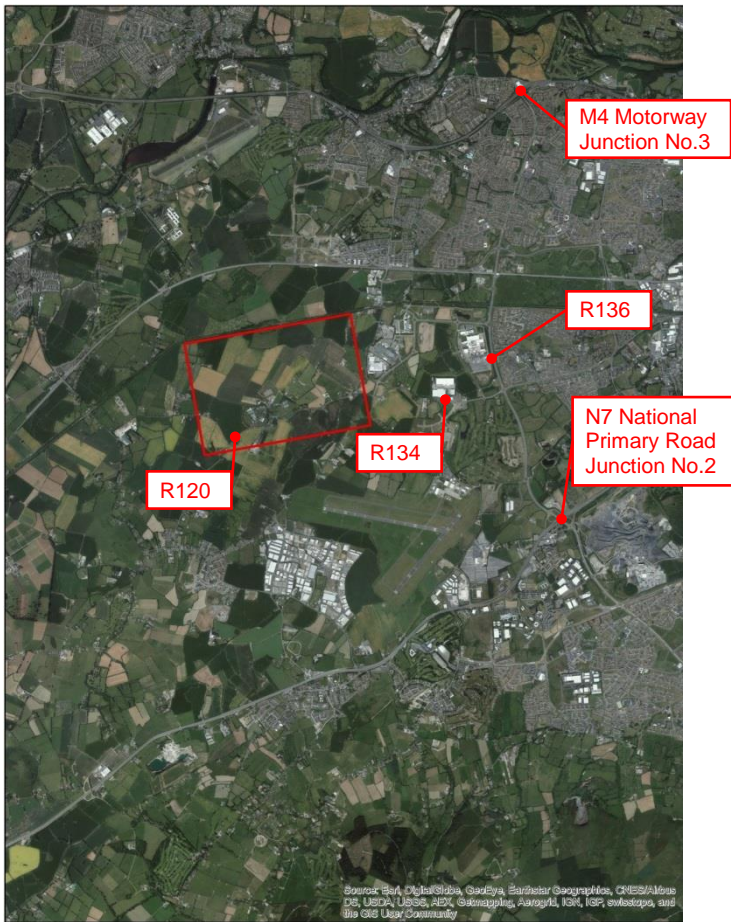 M4 Motorway
Junction No.3
R136
N7 National
Primary Road
Junction No.2
R134
R120
Source: Esri, DigitalGlobe, GeoEye, Earthstar Geographics, CNES/Airbus
DS, USDA, USGS, AEX, Getmapping, Aerogrid, IGN, IGP, swisstopo, and
the GIS User Community